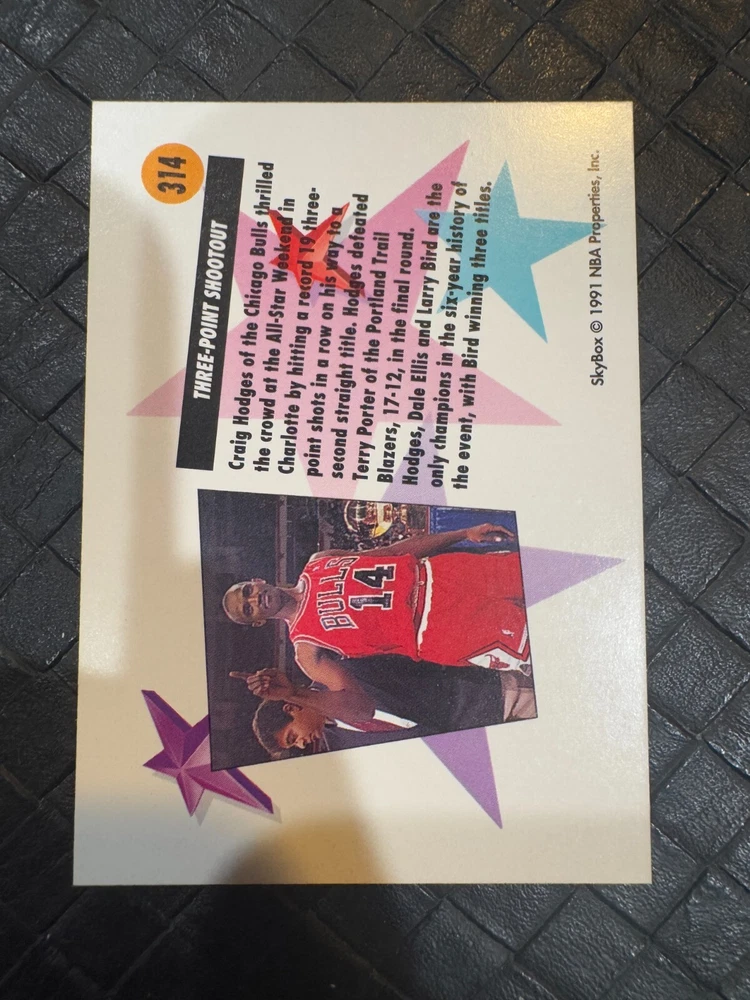 314
THREE-POINT SHOOTOUT
Craig Hodges of the Chicago Bulls thrilled
the crowd at the All-Star Weekend in
Charlotte by hitting a record 19 three-
point shots in a row on his way to a
second straight title. Hodges defeated
Terry Porter of the Portland Trail
Blazers, 17-12, in the final round.
Hodges, Dale Ellis and Larry Bird are the
only champions in the six-year history of
the event, with Bird winning three titles.
BULLS
14
SkyBox © 1991 NBA Properties, Inc.